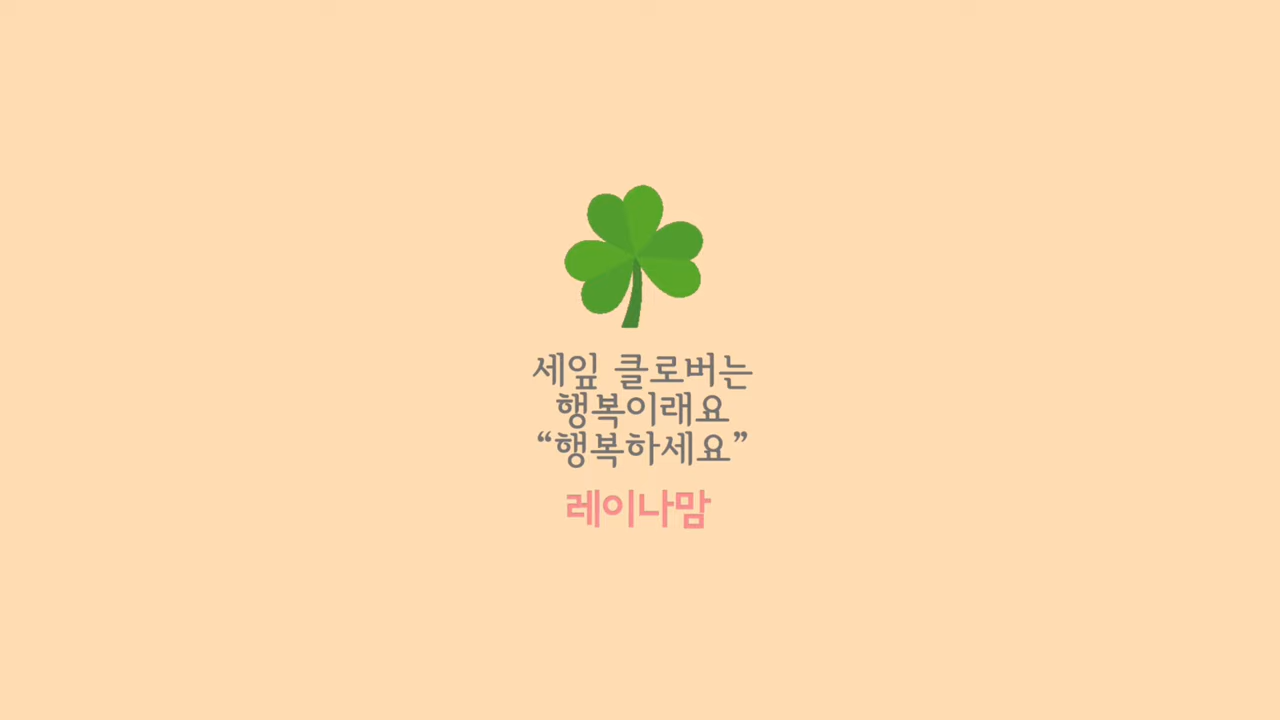 세잎 클로버는
행복이래요
“행복하세요”
레이나맘